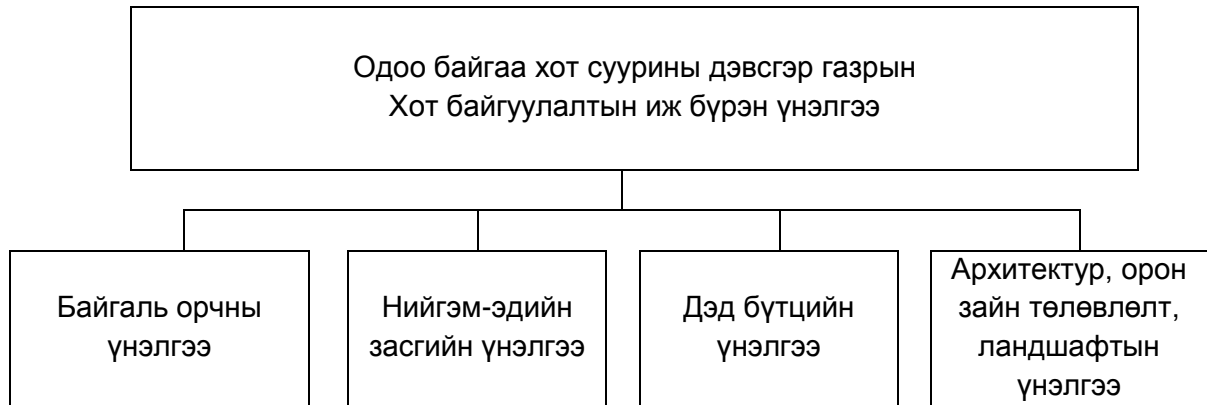 Одоо байгаа хот суурины дэвсгэр газрын
Хот байгуулалтын иж бүрэн үнэлгээ
Байгаль орчны
үнэлгээ
Нийгэм-эдийн
засгийн үнэлгээ
Дэд бүтцийн
үнэлгээ
Архитектур, орон
зайн төлөвлөлт,
ландшафтын
үнэлгээ